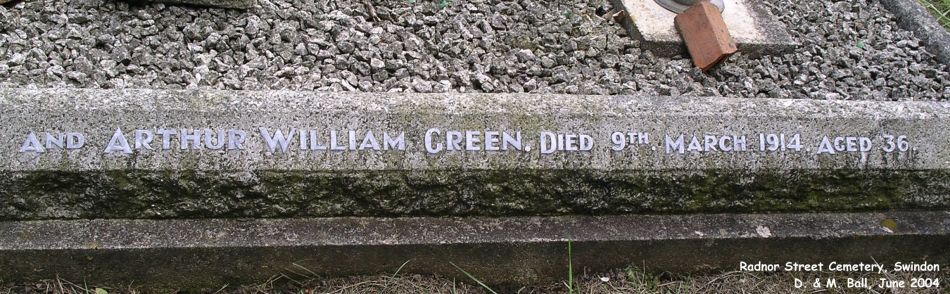 AND ARTHUR WILLIAM GREEN. DIED 9TH. MARCH 1914 AGED 36.
Radnor Street Cemetery, Swindon
D. & M. Ball, June 2004